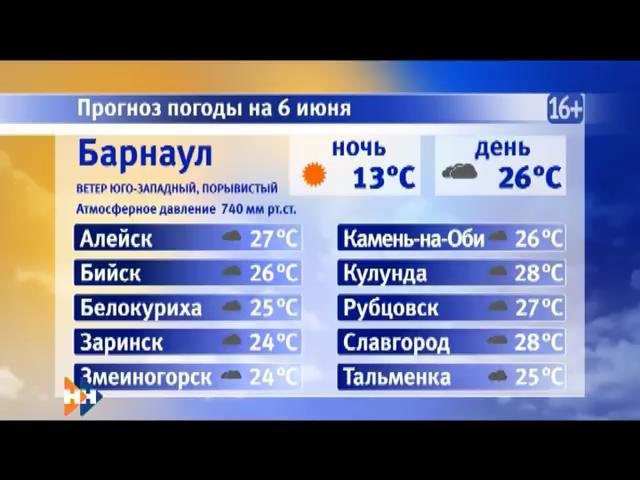 Прогноз погоды на 6 июня
16+
Барнаул
ночь
13°C
день
26°C
ВЕТЕР ЮГО-ЗАПАДНЫЙ, ПОРЫВИСТЫЙ
Атмосферное давление 740 мм рт.ст.
Алейск 27°C
Бийск 26°C
Белокуриха 25°C
Заринск 24°C
Змеиногорск 24°C
Камень-на-Оби 26°C
Кулунда 28°C
Рубцовск 27°C
Славгород 28°C
Тальменка 25°C
НН